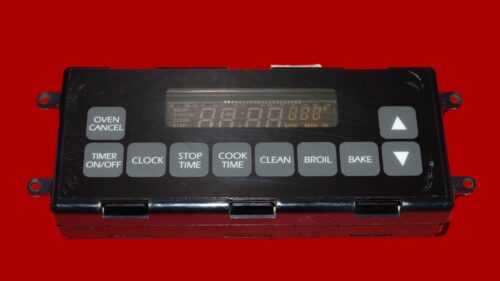 OVEN
CANCEL
TIMER
ON/OFF
CLOCK
STOP
TIME
COOK
TIME
CLEAN
BROIL
BAKE